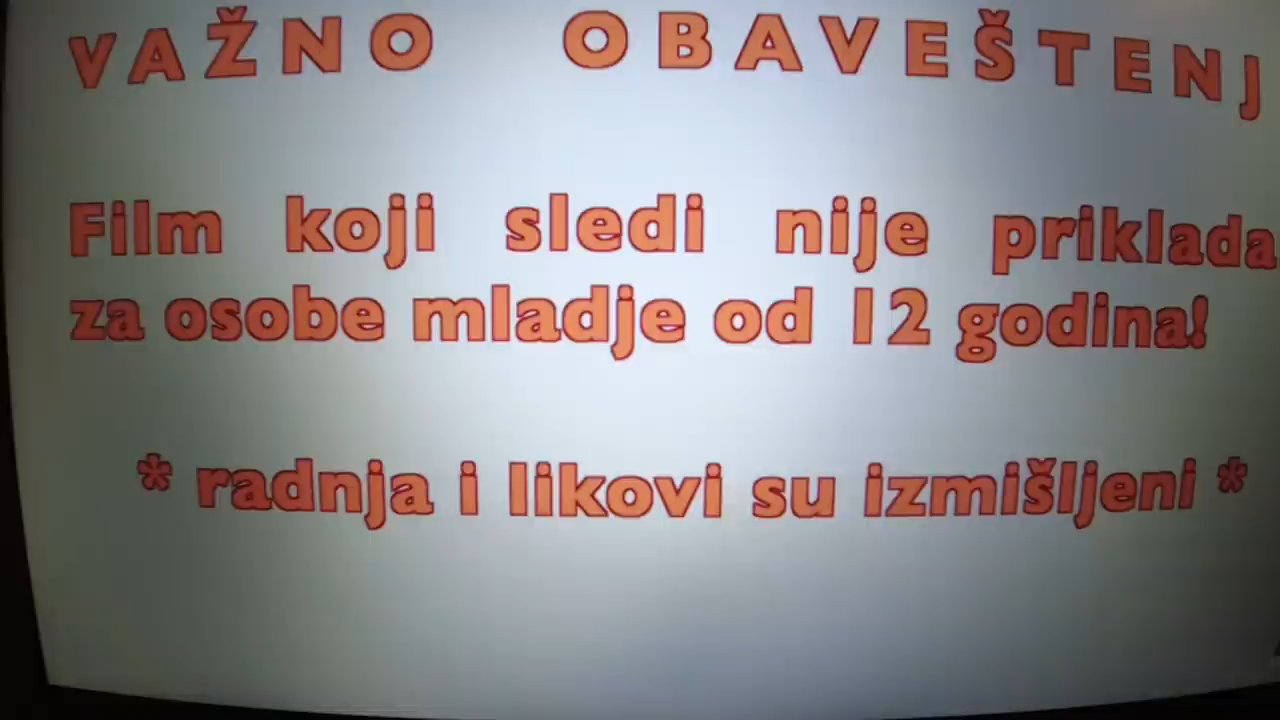 VAŽNO OBAVEŠTENJ
Film koji sledi nije priklada
za osobe mladje od 12 godina!
* radnja i likovi su izmišljeni *